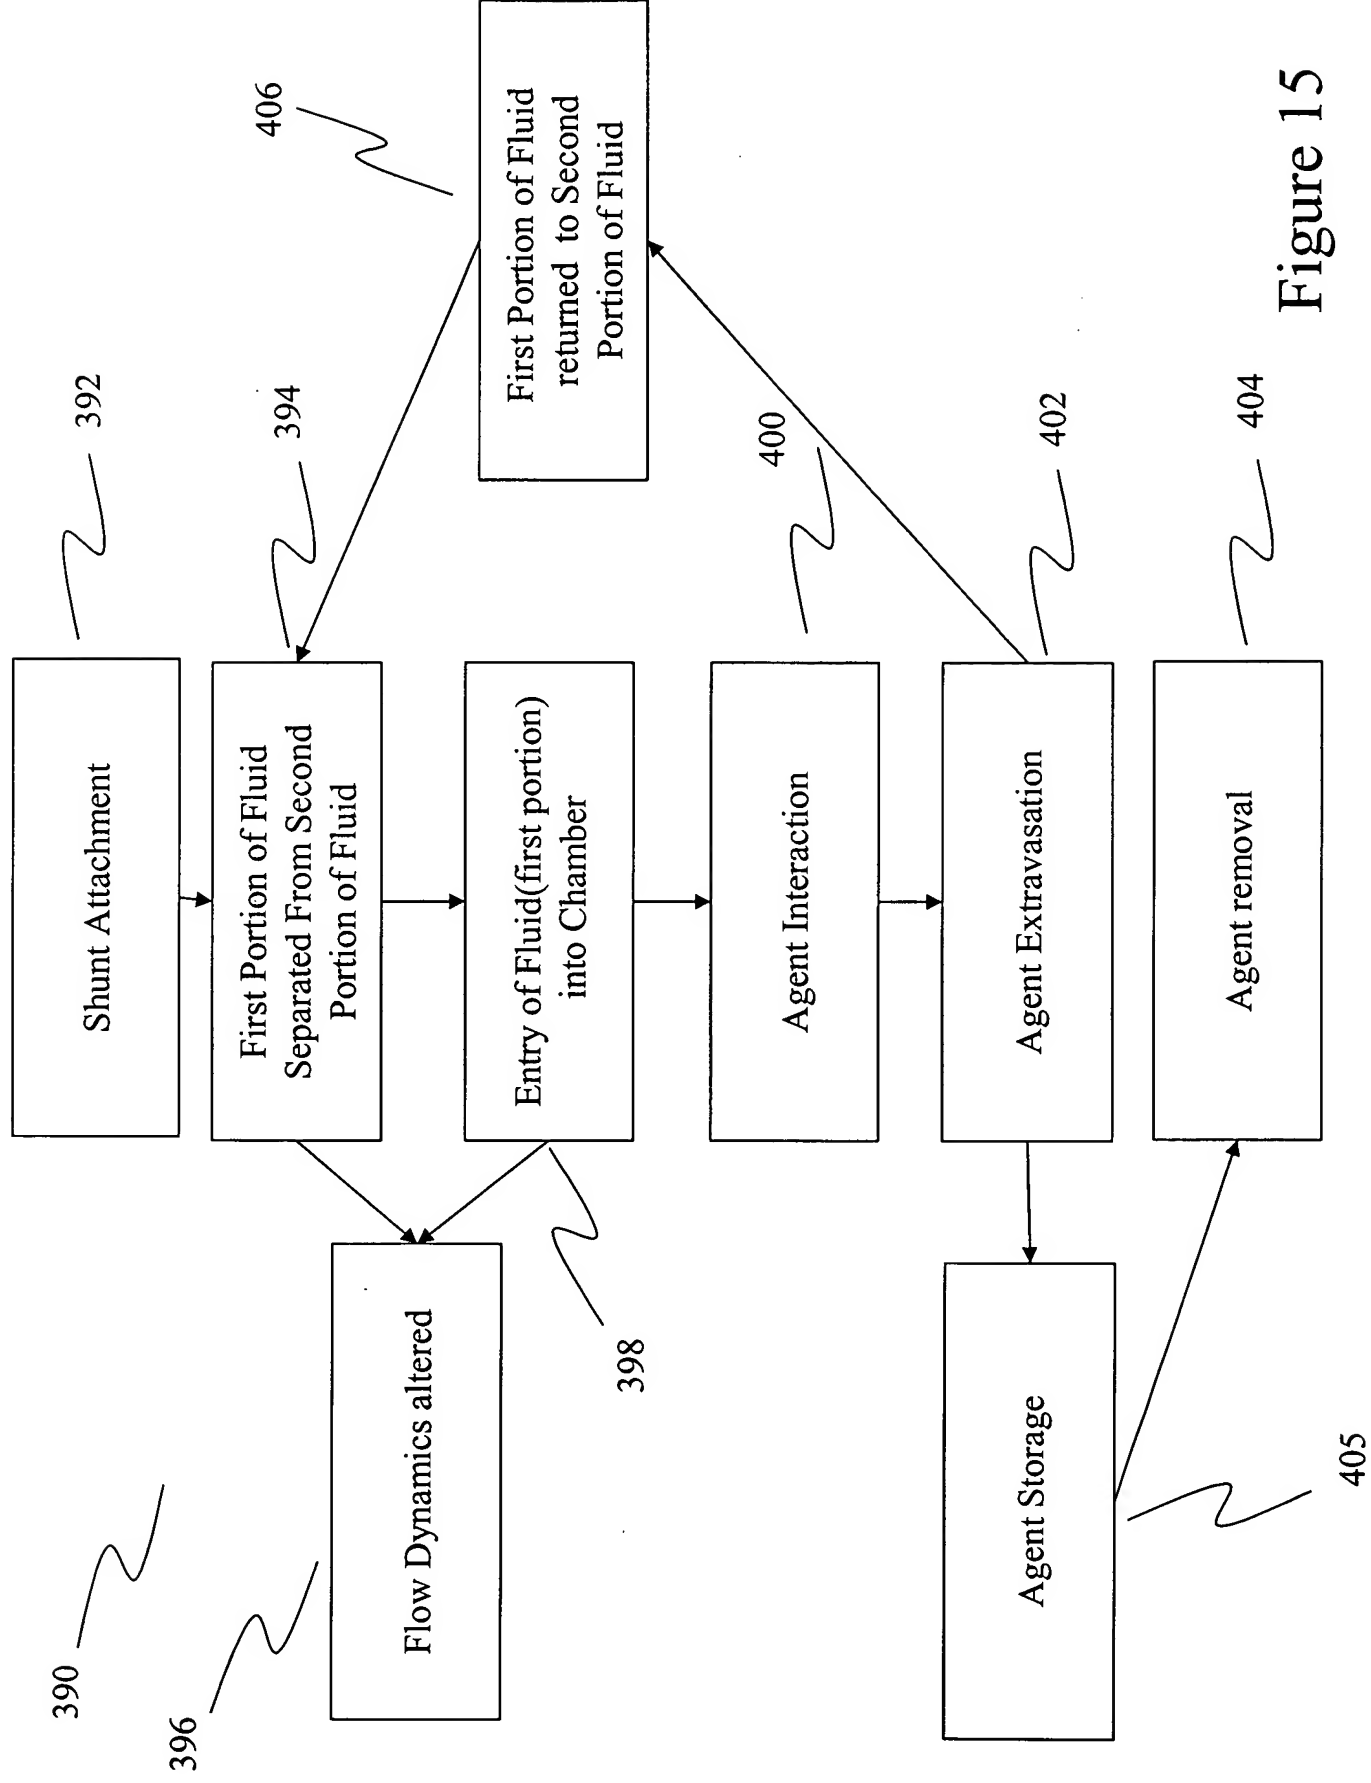 390
Shunt Attachment
392
First Portion of Fluid
Separated From Second
Portion of Fluid
394
396
Flow Dynamics altered
Entry of Fluid(first portion)
into Chamber
398
406
First Portion of Fluid
returned to Second
Portion of Fluid
Agent Interaction
400
Agent Storage
405
Agent Extravasation
402
Agent removal
404
Figure 15